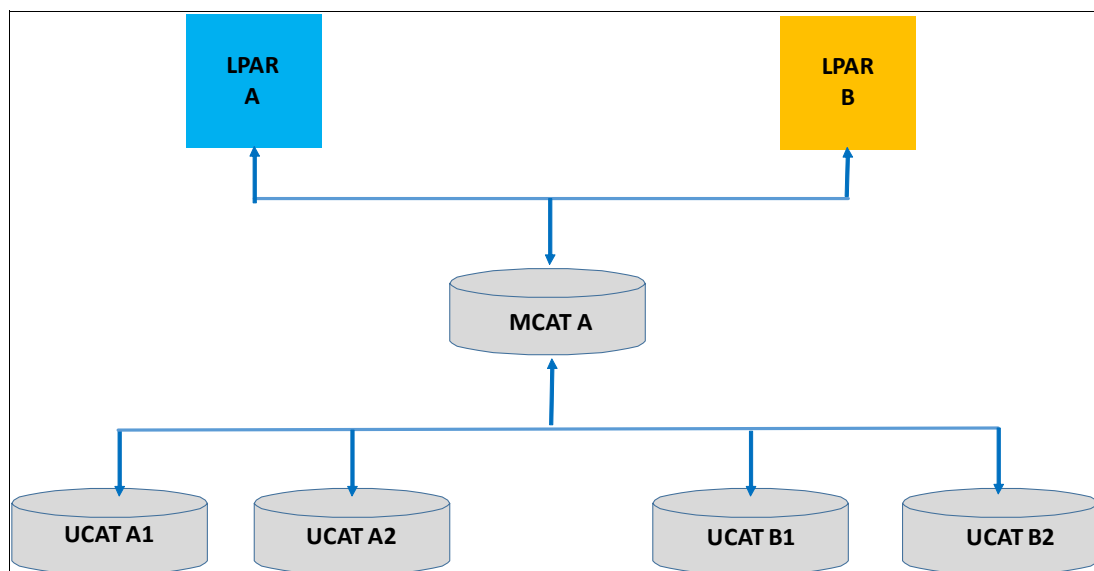 LPAR
A
LPAR
B
MCAT A
UCAT A1
UCAT A2
UCAT B1
UCAT B2